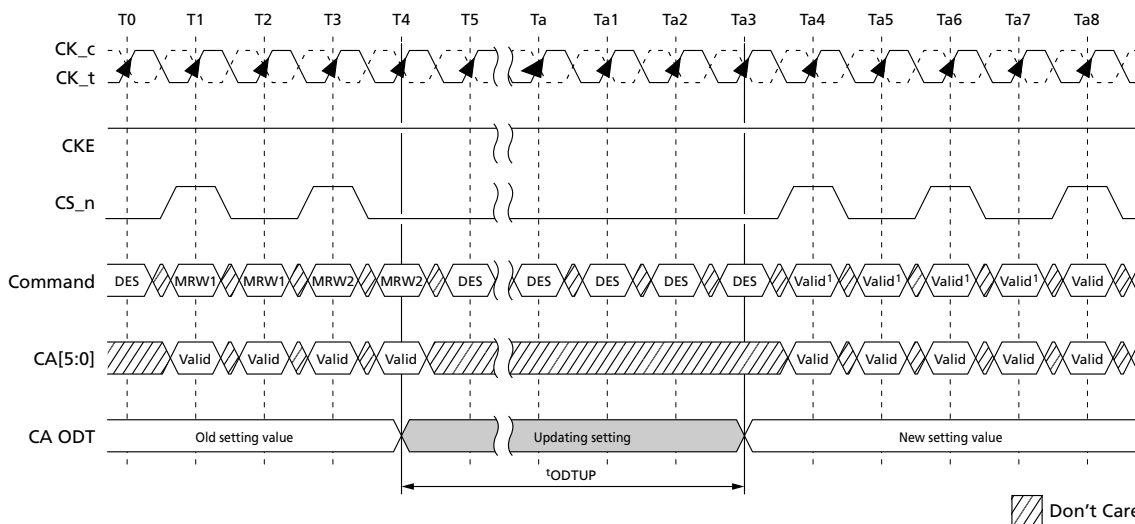 T0 T1 T2 T3 T4 T5 Ta Ta1 Ta2 Ta3 Ta4 Ta5 Ta6 Ta7 Ta8
CK_c
CK_t
CKE
CS_n
Command DES MRW1 MRW1 MRW2 MRW2 DES DES DES DES DES Valid¹ Valid¹ Valid¹ Valid¹ Valid
CA[5:0] Valid Valid Valid Valid Valid Valid Valid Valid Valid
CA ODT Old setting value Updating setting New setting value
ᵗODTUP
Don't Care